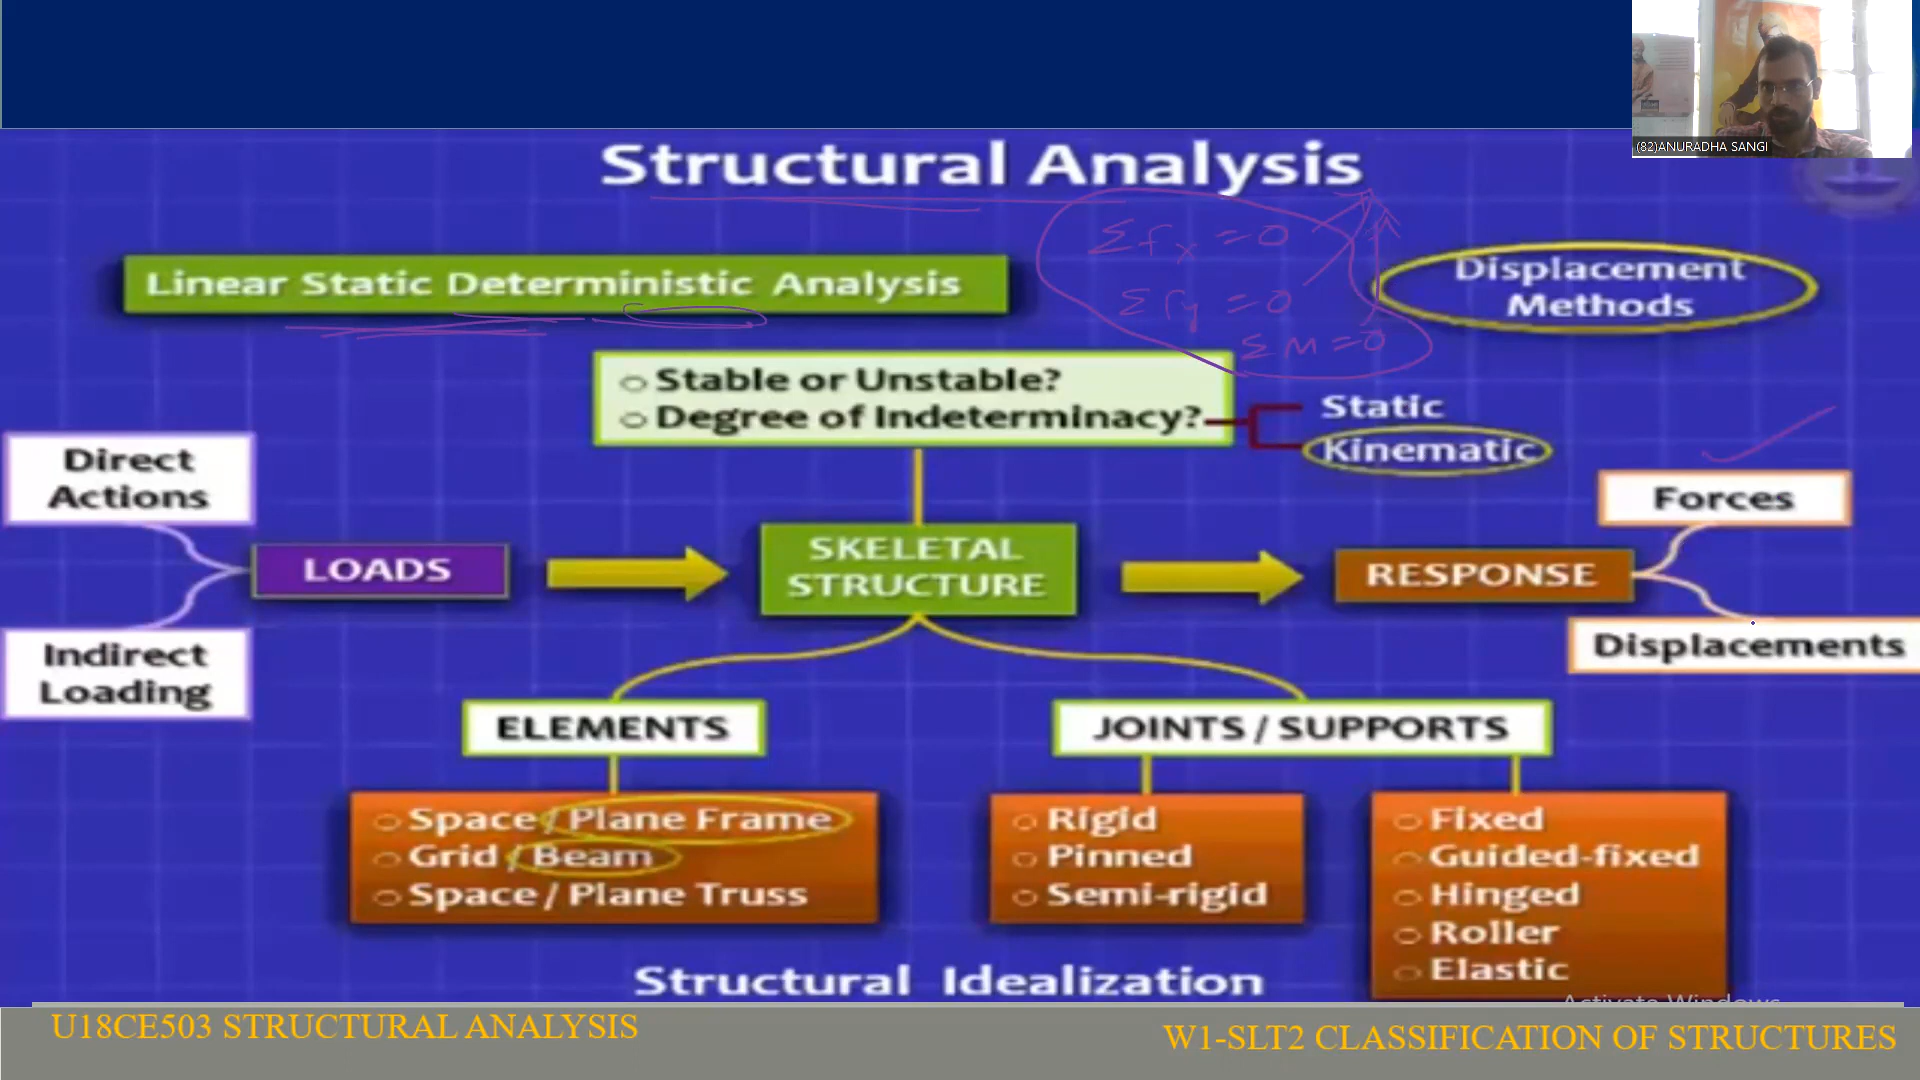 (82)ANURADHA SANGI
Structural Analysis
Σfx = 0
Σfy = 0
ΣM = 0
Linear Static Deterministic Analysis
Displacement
Methods
Stable or Unstable?
Degree of Indeterminacy?
Static
Kinematic
Direct
Actions
LOADS
Indirect
Loading
SKELETAL
STRUCTURE
RESPONSE
Forces
Displacements
ELEMENTS
Space / Plane Frame
Grid / Beam
Space / Plane Truss
JOINTS / SUPPORTS
Rigid
Pinned
Semi-rigid
Fixed
Guided-fixed
Hinged
Roller
Elastic
Structural Idealization
Activate Windows
U18CE503 STRUCTURAL ANALYSIS
W1-SLT2 CLASSIFICATION OF STRUCTURES